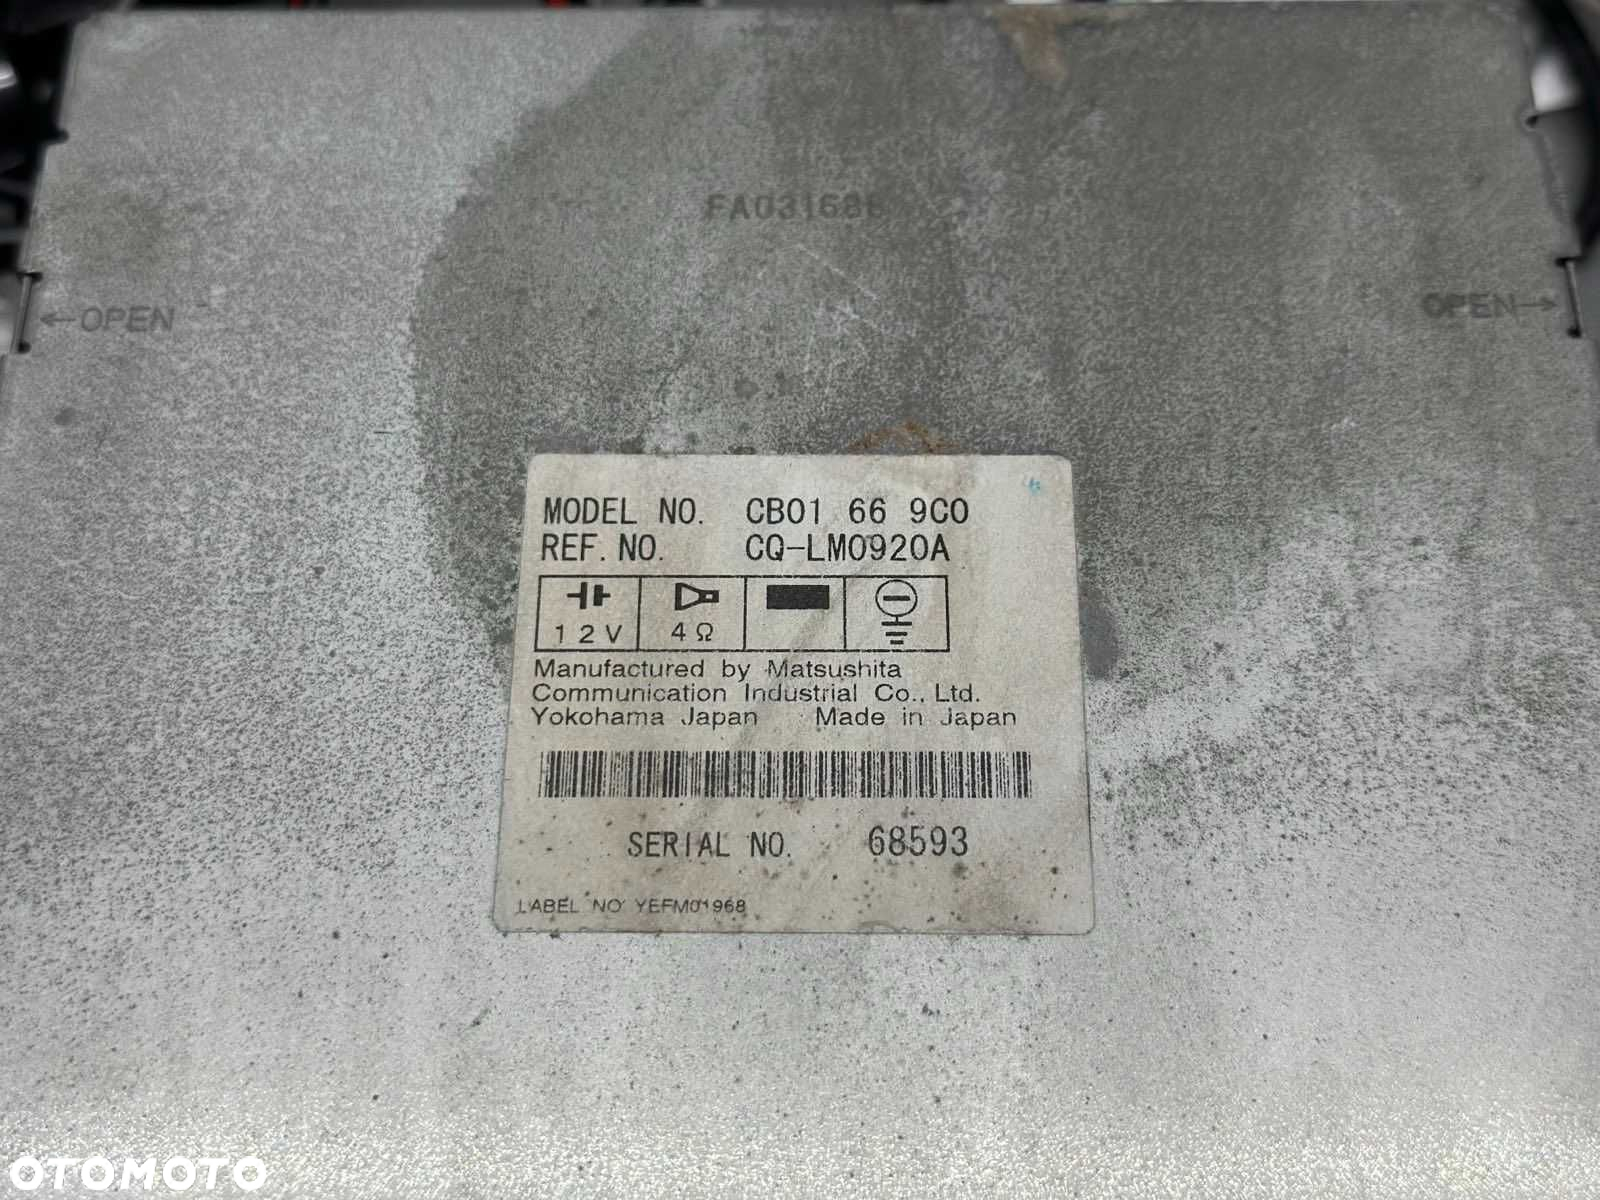 ←OPEN
OPEN→
MODEL NO. CB01 66 9C0
REF. NO. CQ-LM0920A
12V 4Ω
Manufactured by Matsushita
Communication Industrial Co., Ltd.
Yokohama Japan Made in Japan
SERIAL NO. 68593
LABEL NO YEFM01968
OTOMOTO